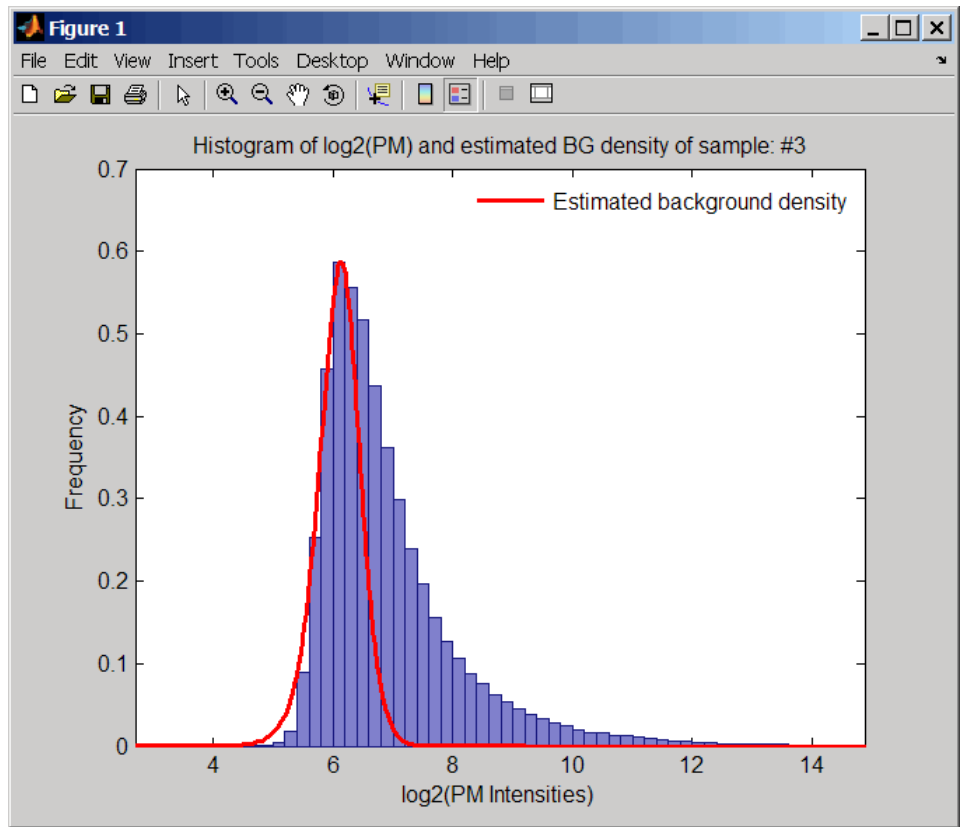 Figure 1
File Edit View Insert Tools Desktop Window Help
Histogram of log2(PM) and estimated BG density of sample: #3
Estimated background density
0.7
0.6
0.5
0.4
0.3
0.2
0.1
0
Frequency
4 6 8 10 12 14
log2(PM Intensities)